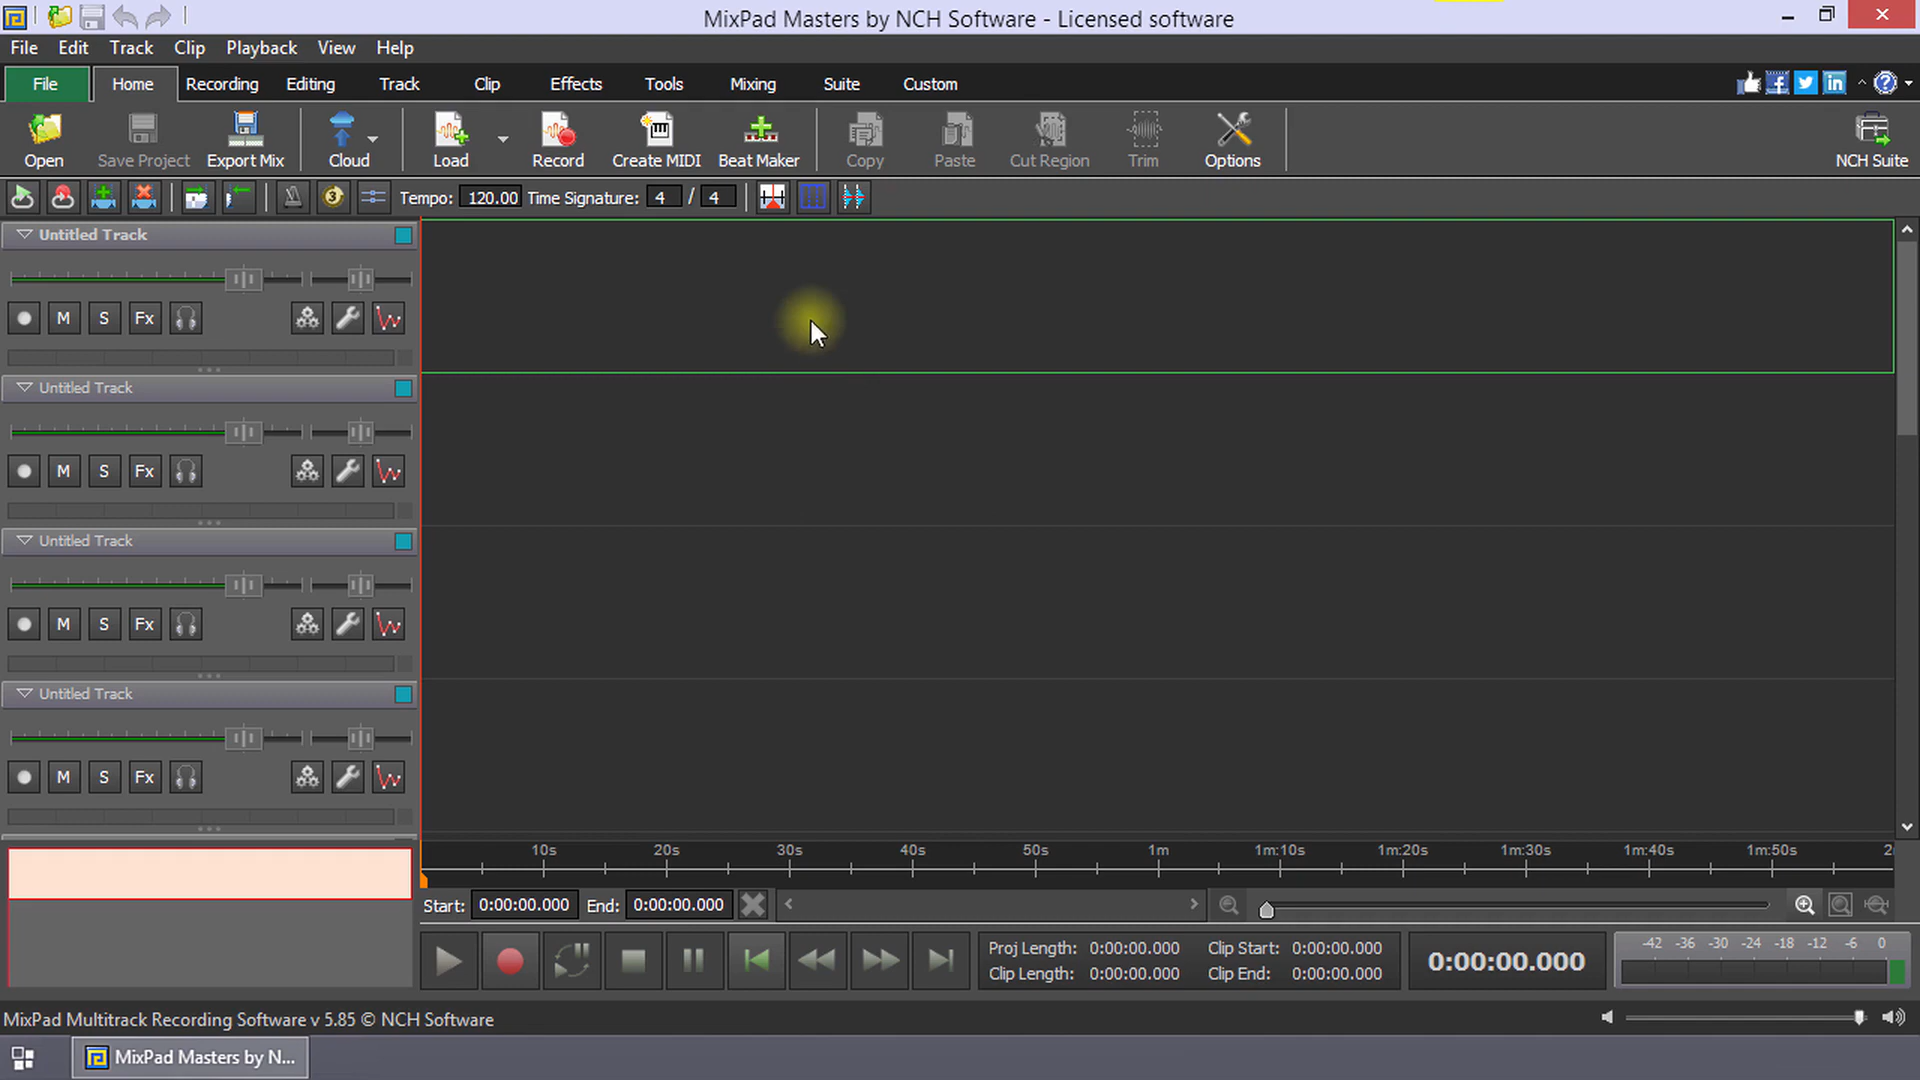 MixPad Masters by NCH Software - Licensed software
File Edit Track Clip Playback View Help
File Home Recording Editing Track Clip Effects Tools Mixing Suite Custom
Open Save Project Export Mix Cloud Load Record Create MIDI Beat Maker Copy Paste Cut Region Trim Options NCH Suite
Tempo: 120.00 Time Signature: 4 / 4
Untitled Track
M S Fx
Untitled Track
M S Fx
Untitled Track
M S Fx
Untitled Track
M S Fx
10s 20s 30s 40s 50s 1m 1m:10s 1m:20s 1m:30s 1m:40s 1m:50s
Start: 0:00:00.000 End: 0:00:00.000
Proj Length: 0:00:00.000 Clip Start: 0:00:00.000
Clip Length: 0:00:00.000 Clip End: 0:00:00.000
0:00:00.000
-42 -36 -30 -24 -18 -12 -6 0
MixPad Multitrack Recording Software v 5.85 © NCH Software
MixPad Masters by N...